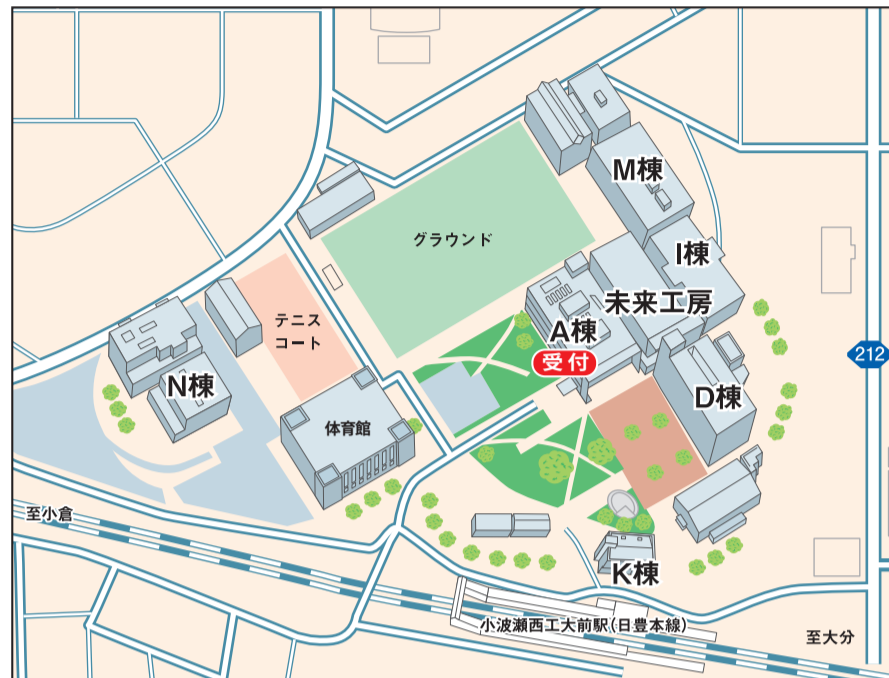 M棟
グラウンド
I棟
未来工房
A棟
受付
テニス
コート
212
N棟
D棟
体育館
至小倉
K棟
小波瀬西工大前駅(日豊本線)
至大分